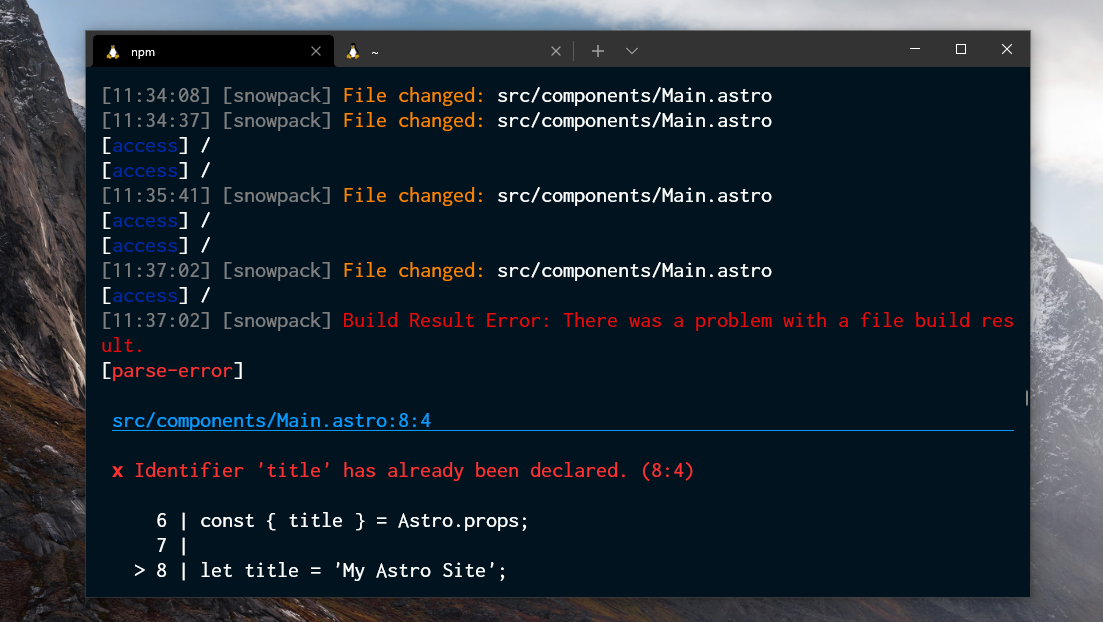 npm
~
[11:34:08] [snowpack] File changed: src/components/Main.astro
[11:34:37] [snowpack] File changed: src/components/Main.astro
[access] /
[access] /
[11:35:41] [snowpack] File changed: src/components/Main.astro
[access] /
[access] /
[11:37:02] [snowpack] File changed: src/components/Main.astro
[access] /
[11:37:02] [snowpack] Build Result Error: There was a problem with a file build res
ult.
[parse-error]
src/components/Main.astro:8:4
x Identifier 'title' has already been declared. (8:4)
6 | const { title } = Astro.props;
7 |
> 8 | let title = 'My Astro Site';